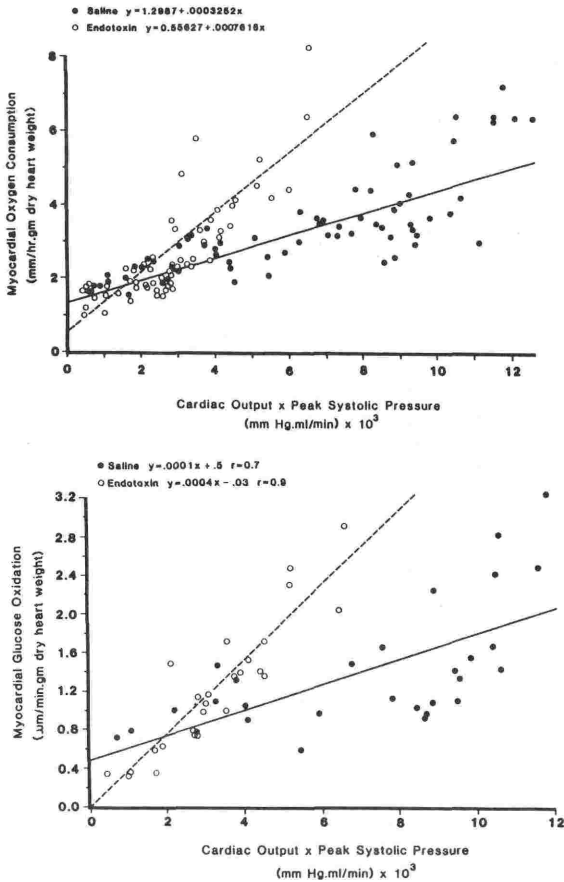 ● Saline y=1.2987+.0003252x
○ Endotoxin y=0.55627+.0007616x
8
6
4
2
0
Myocardial Oxygen Consumption
(mm/hr.gm dry heart weight)
0 2 4 6 8 10 12
Cardiac Output x Peak Systolic Pressure
(mm Hg.ml/min) x 10³
● Saline y=.0001x +.5 r=0.7
○ Endotoxin y=.0004x −.03 r=0.9
3.2
2.8
2.4
2.0
1.6
1.2
0.8
0.4
0.0
Myocardial Glucose Oxidation
(μm/min.gm dry heart weight)
0 2 4 6 8 10 12
Cardiac Output x Peak Systolic Pressure
(mm Hg.ml/min) x 10³